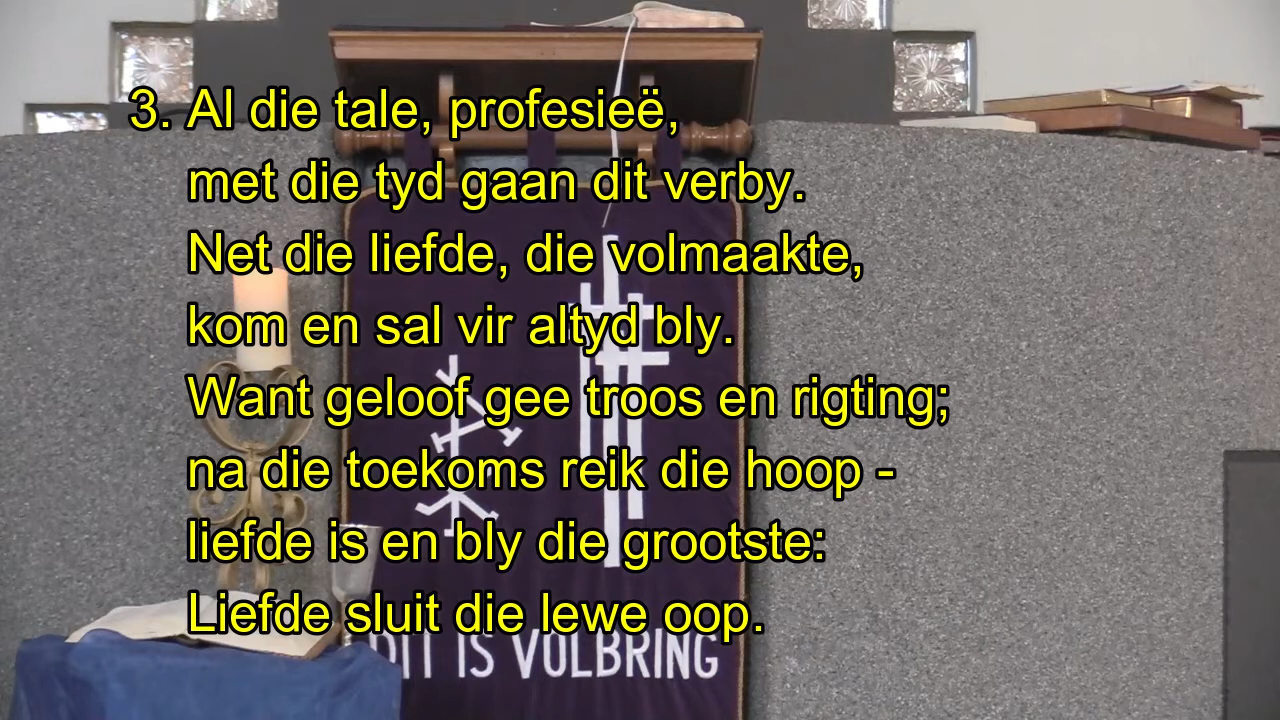 3. Al die tale, profesieë,
met die tyd gaan dit verby.
Net die liefde, die volmaakte,
kom en sal vir altyd bly.
Want geloof gee troos en rigting;
na die toekoms reik die hoop -
liefde is en bly die grootste:
Liefde sluit die lewe oop.
DIT IS VOLBRING